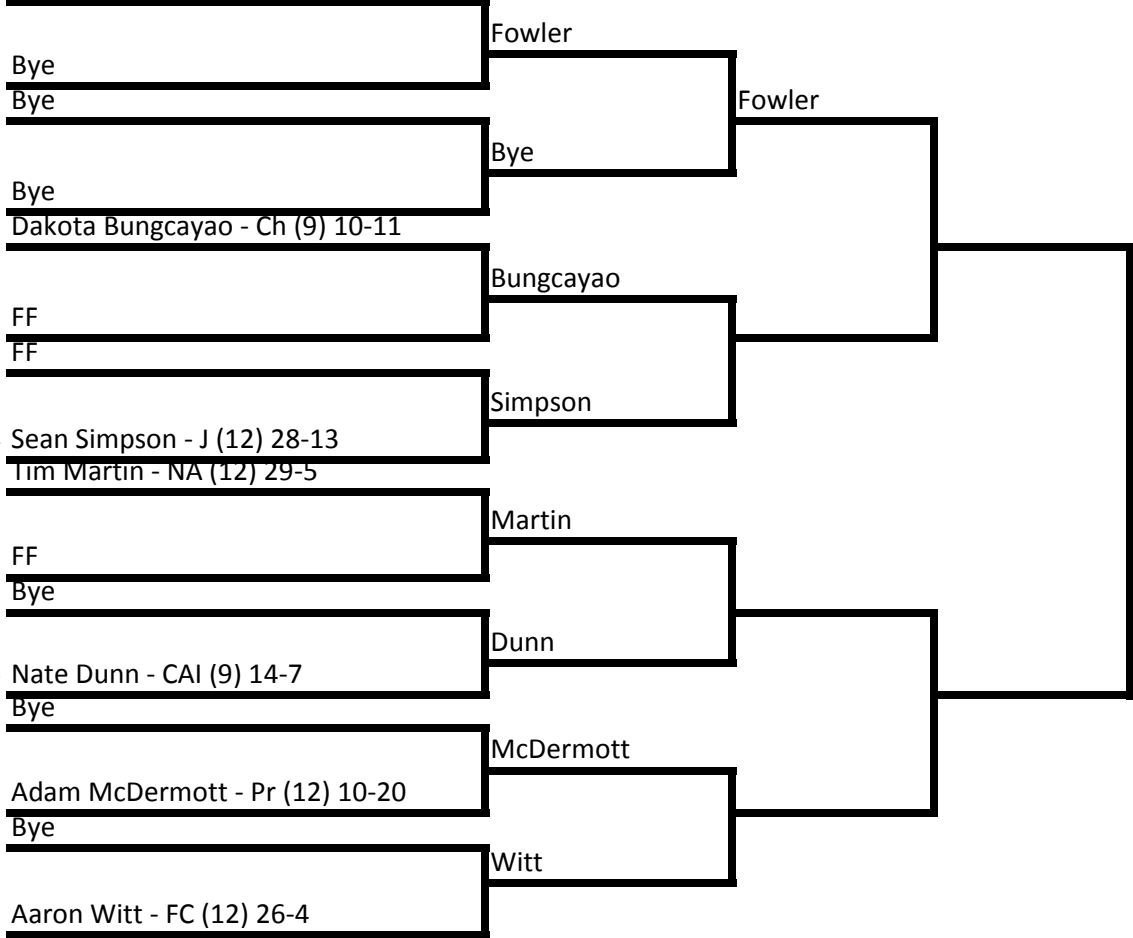 Fowler
Bye
Bye
Fowler
Bye
Bye
Dakota Bungcayao - Ch (9) 10-11
Bungcayao
FF
FF
Simpson
Sean Simpson - J (12) 28-13
Tim Martin - NA (12) 29-5
Martin
FF
Bye
Dunn
Nate Dunn - CAI (9) 14-7
Bye
McDermott
Adam McDermott - Pr (12) 10-20
Bye
Witt
Aaron Witt - FC (12) 26-4